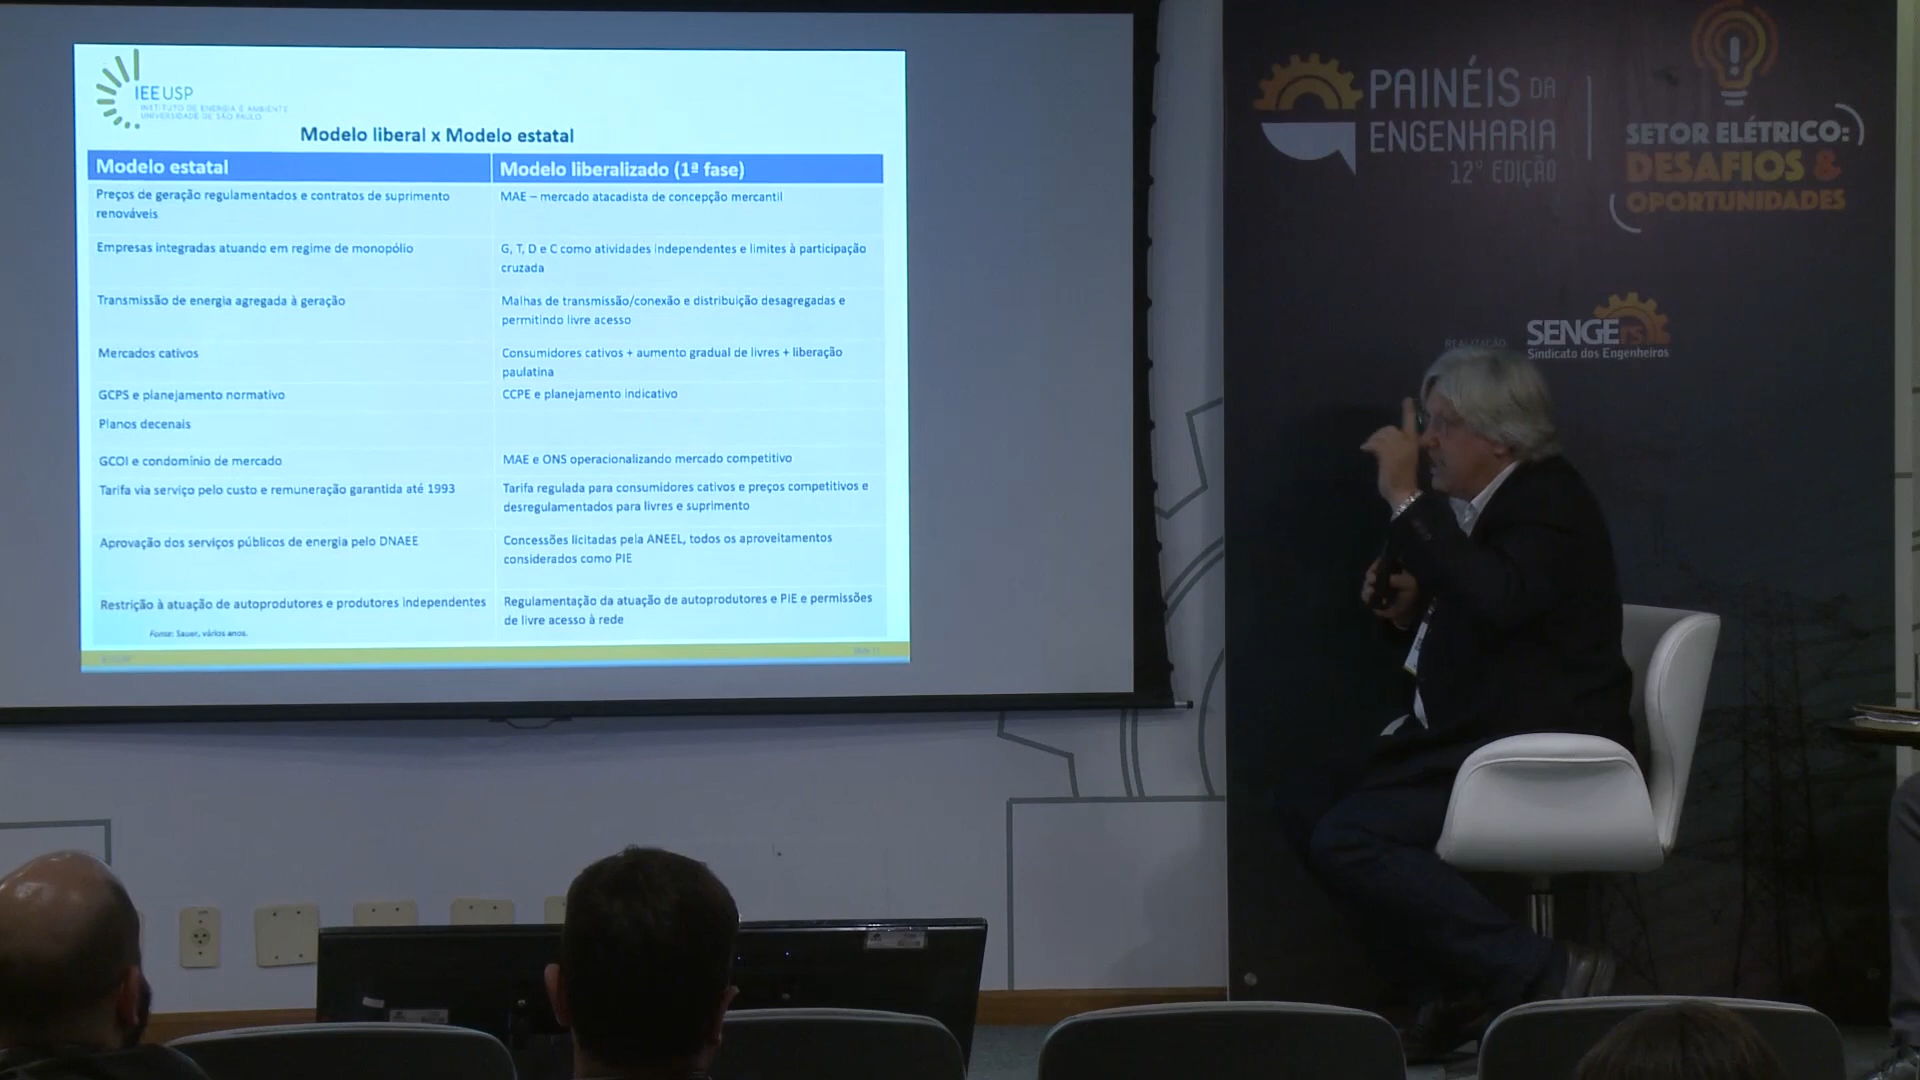 IEEUSP
INSTITUTO DE ENERGIA E AMBIENTE
UNIVERSIDADE DE SÃO PAULO
Modelo liberal x Modelo estatal
Modelo estatal
Modelo liberalizado (1ª fase)
Preços de geração regulamentados e contratos de suprimento
renováveis
MAE – mercado atacadista de concepção mercantil
Empresas integradas atuando em regime de monopólio
G, T, D e C como atividades independentes e limites à participação
cruzada
Transmissão de energia agregada à geração
Malhas de transmissão/conexão e distribuição desagregadas e
permitindo livre acesso
Mercados cativos
Consumidores cativos + aumento gradual de livres + liberação
paulatina
GCPS e planejamento normativo
CCPE e planejamento indicativo
Planos decenais
GCOI e condomínio de mercado
MAE e ONS operacionalizando mercado competitivo
Tarifa via serviço pelo custo e remuneração garantida até 1993
Tarifa regulada para consumidores cativos e preços competitivos e
desregulamentados para livres e suprimento
Aprovação dos serviços públicos de energia pelo DNAEE
Concessões licitadas pela ANEEL, todos os aproveitamentos
considerados como PIE
Restrição à atuação de autoprodutores e produtores independentes
Regulamentação da atuação de autoprodutores e PIE e permissões
de livre acesso à rede
Fonte: Sauer, vários anos.
PAINÉIS DA
ENGENHARIA
12ª EDIÇÃO
SETOR ELÉTRICO:
DESAFIOS &
OPORTUNIDADES
REALIZAÇÃO
SENGE RS
Sindicato dos Engenheiros